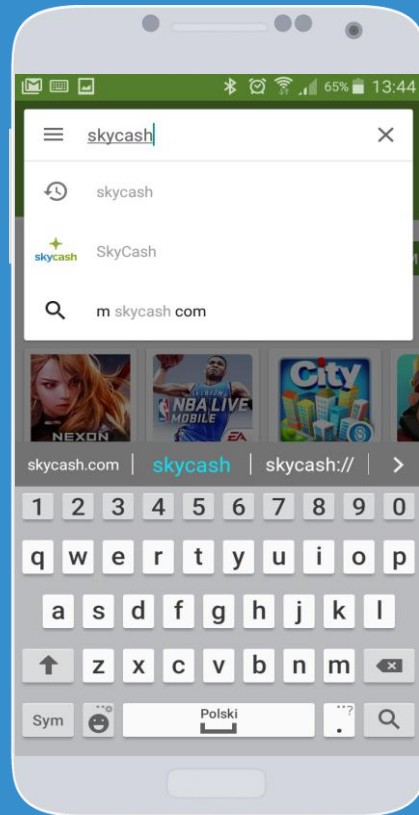 65% 13:44
skycash
skycash
skycash SkyCash
m skycash com
NEXON
NBA LIVE
MOBILE
EA
City
M
skycash.com skycash skycash://
1 2 3 4 5 6 7 8 9 0
q w e r t y u i o p
a s d f g h j k l
z x c v b n m
Sym Polski . ?